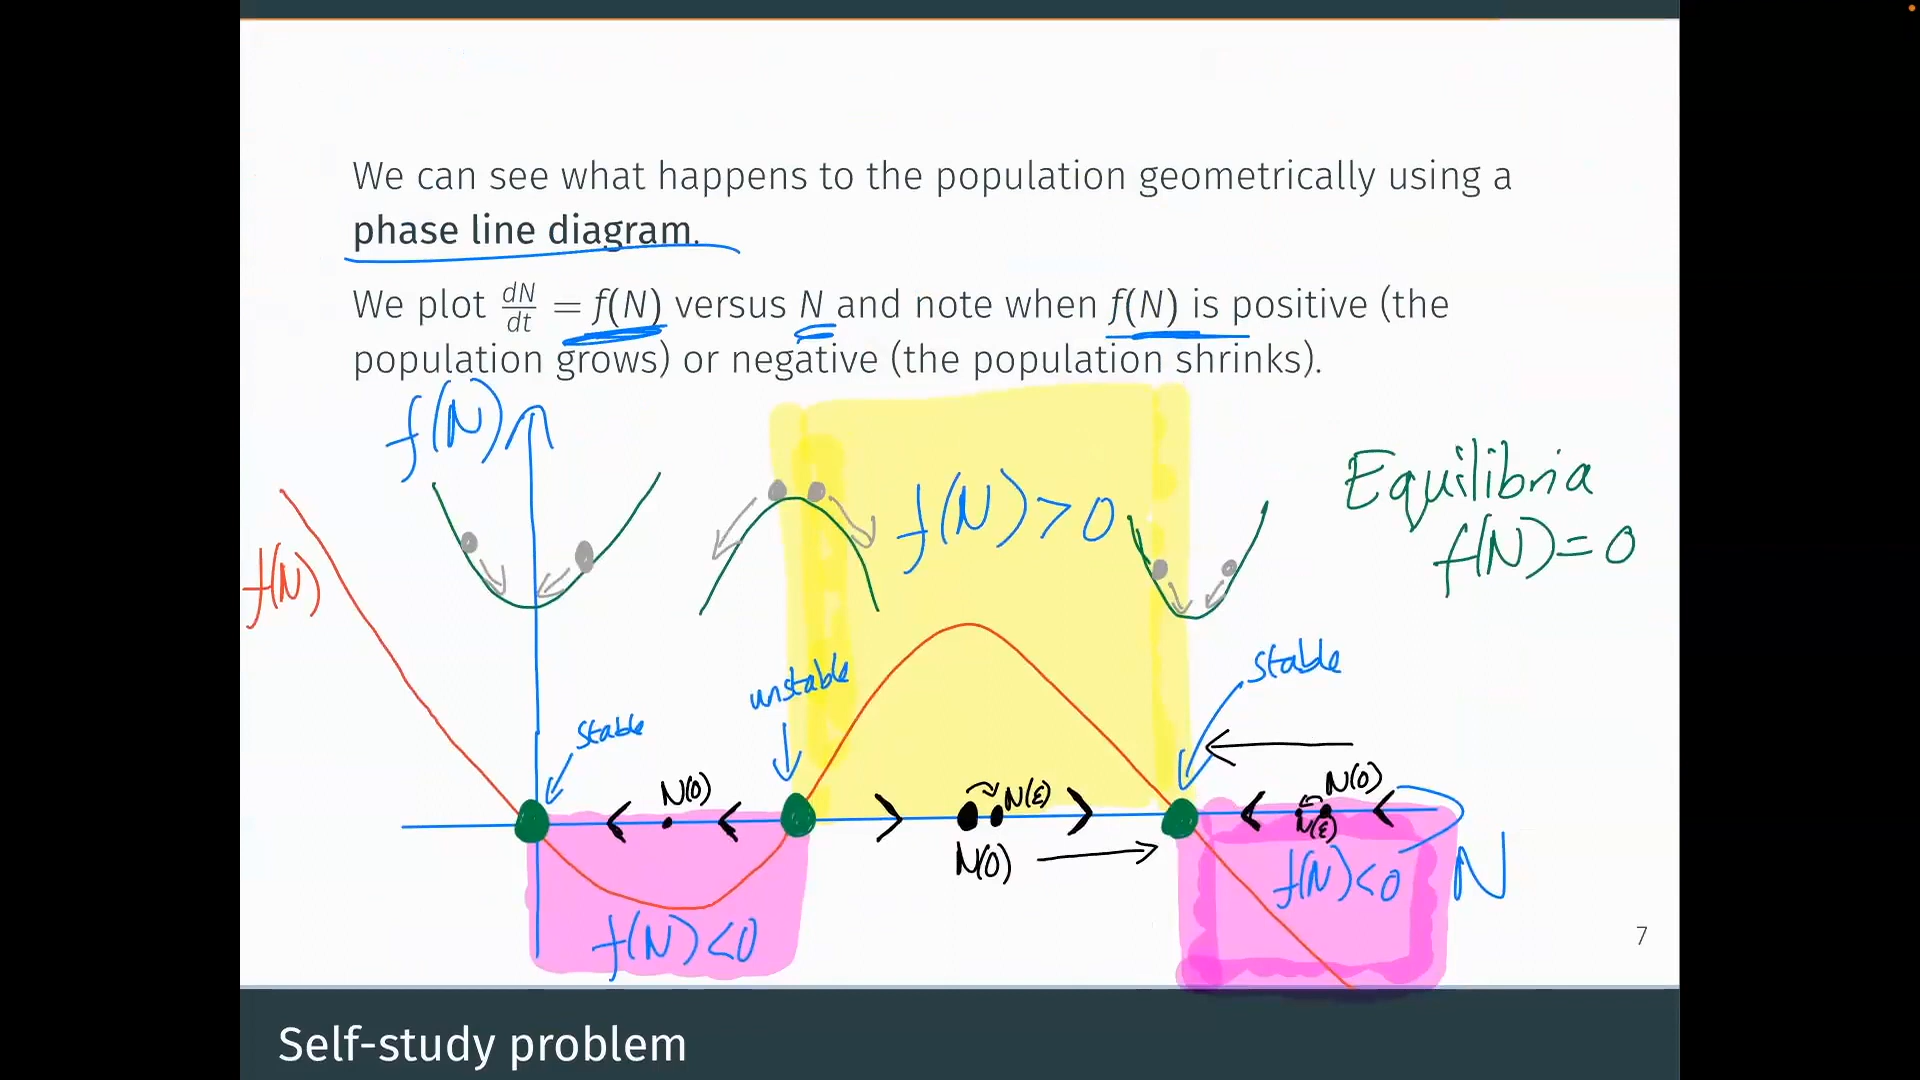 We can see what happens to the population geometrically using a
phase line diagram.
We plot dN/dt = f(N) versus N and note when f(N) is positive (the
population grows) or negative (the population shrinks).
f(N)
f(N)>0
Equilibria
f(N)=0
f(N)
stable
unstable
stable
N(0)
N(ε)
N(0)
N(0)
N(ε)
f(N)<0
f(N)<0
N
7
Self-study problem